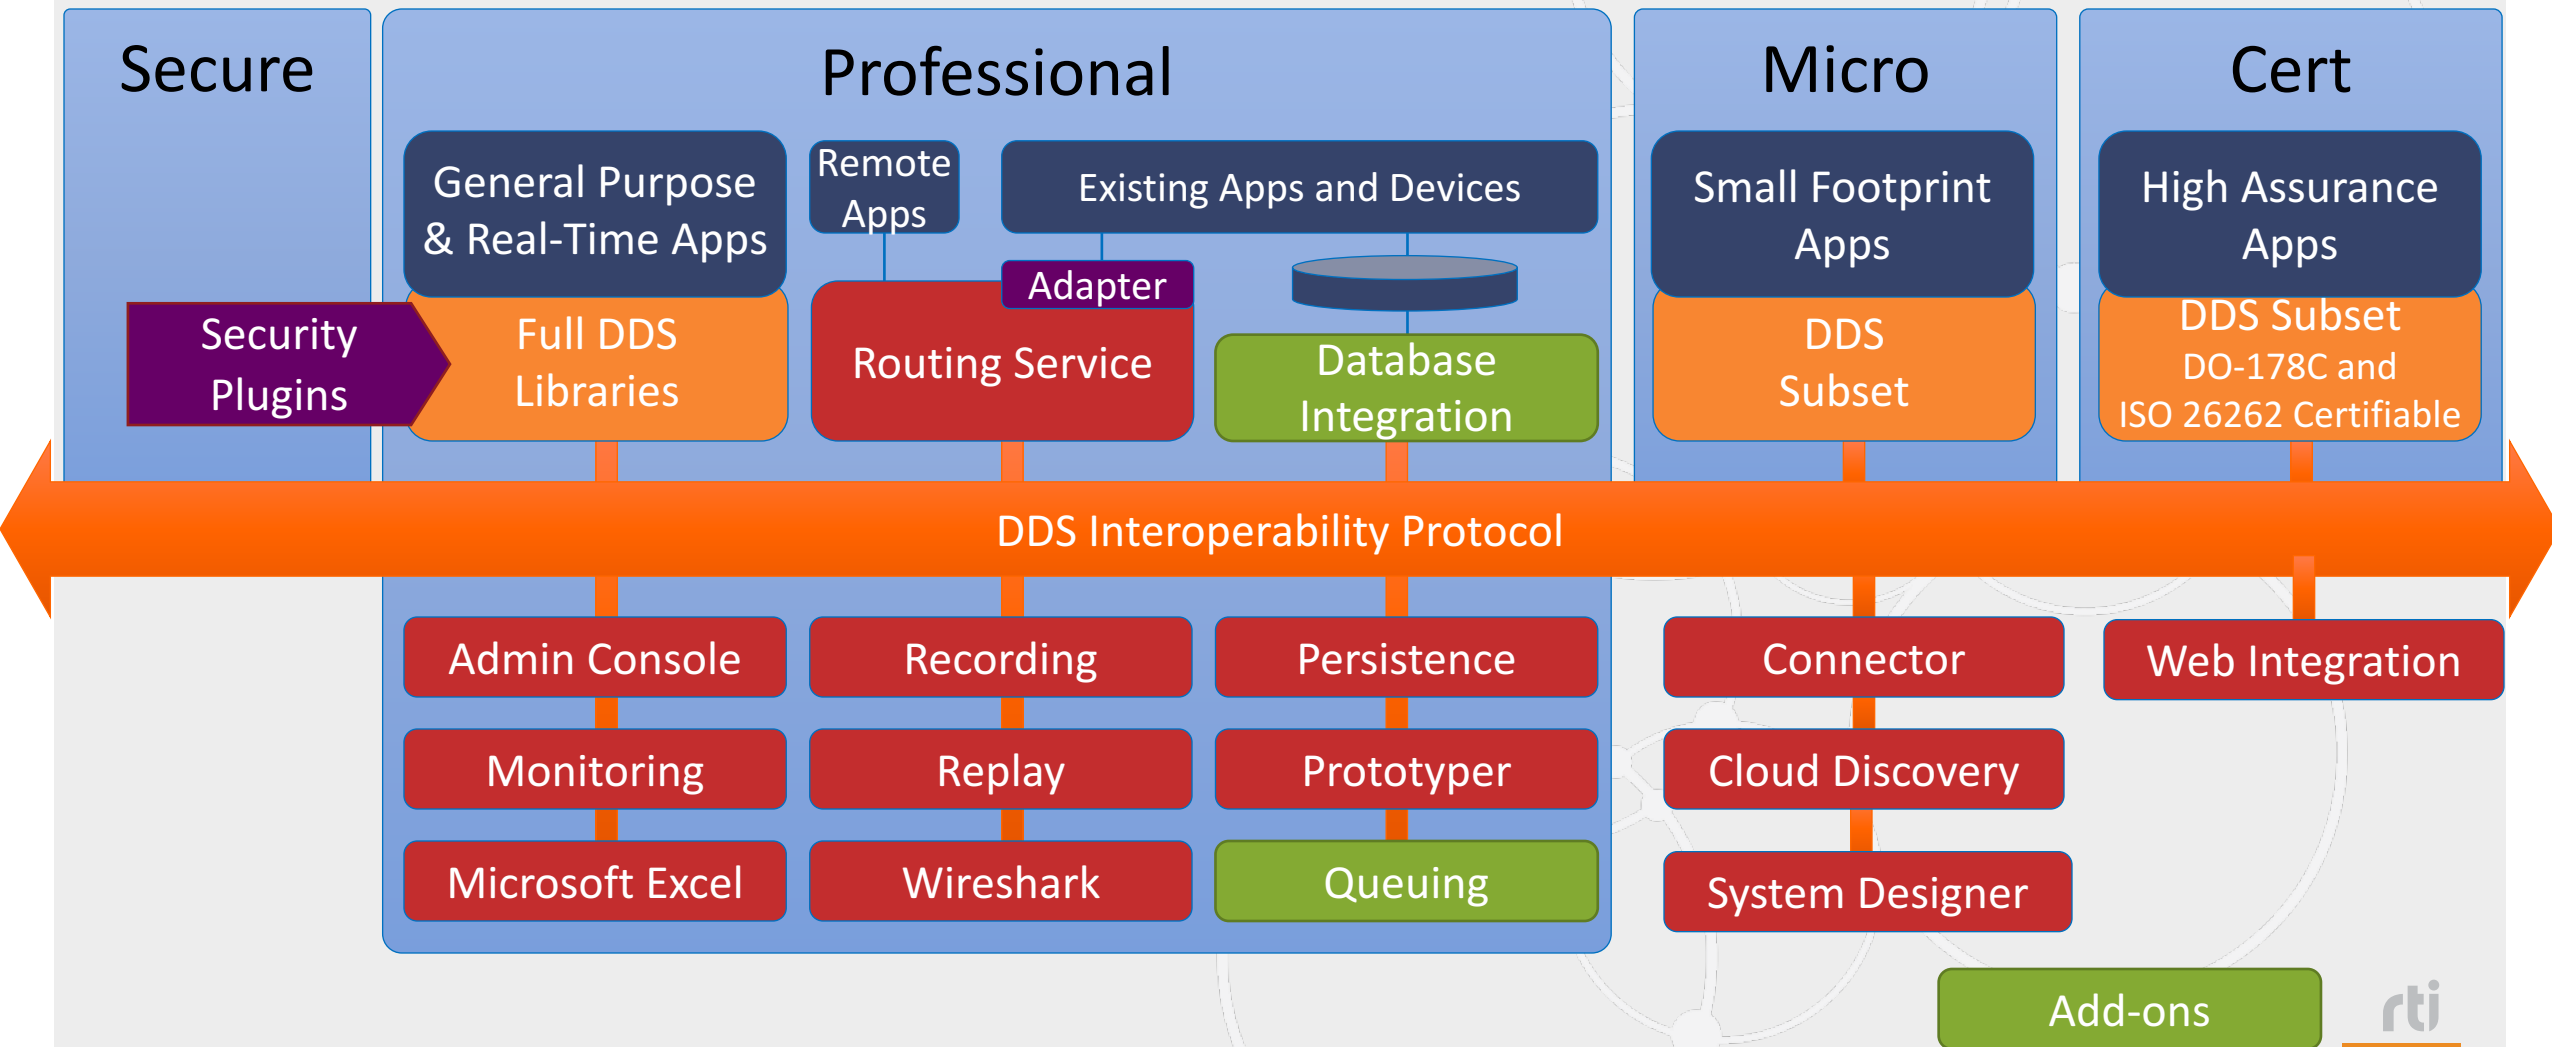 Secure
Professional
Micro
Cert
General Purpose
& Real-Time Apps
Remote
Apps
Existing Apps and Devices
Small Footprint
Apps
High Assurance
Apps
Adapter
Security
Plugins
Full DDS
Libraries
Routing Service
Database
Integration
DDS
Subset
DDS Subset
DO-178C and
ISO 26262 Certifiable
DDS Interoperability Protocol
Admin Console
Recording
Persistence
Connector
Web Integration
Monitoring
Replay
Prototyper
Cloud Discovery
Microsoft Excel
Wireshark
Queuing
System Designer
Add-ons
rti